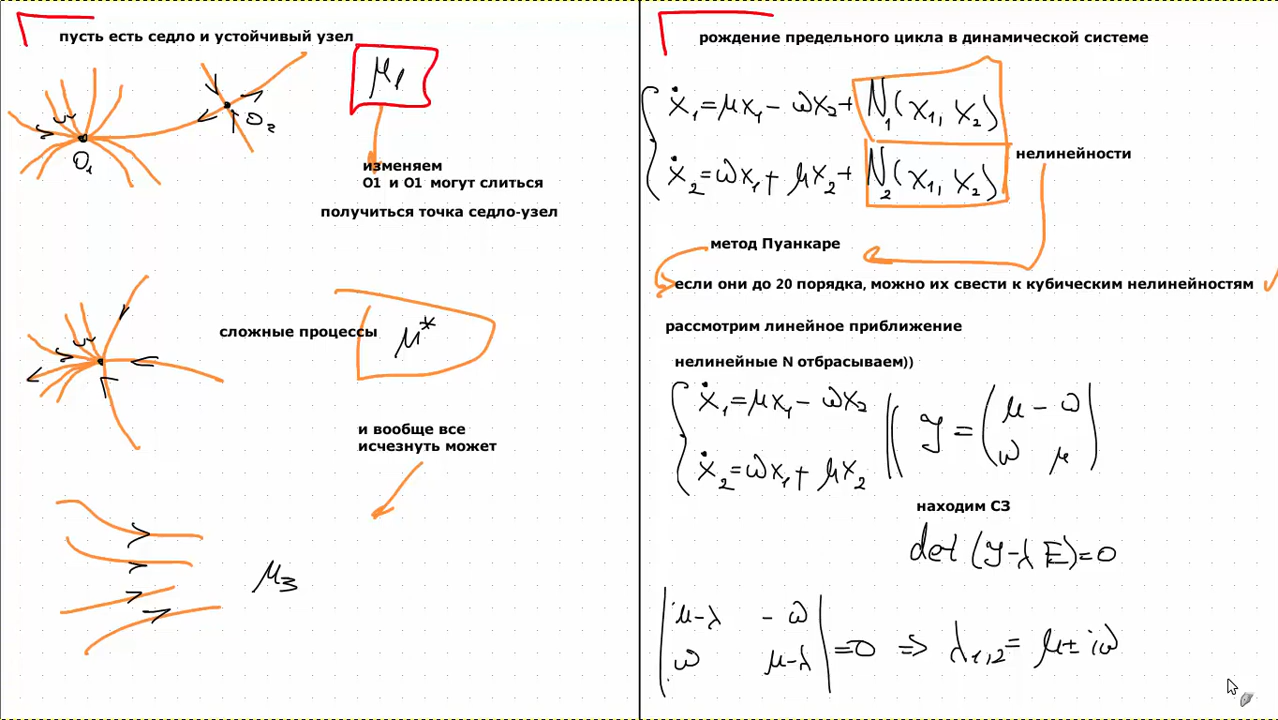 пусть есть седло и устойчивый узел
O₁
O₂
μ₁
изменяем
О1 и О1 могут слиться
получиться точка седло-узел
сложные процессы
μ*
и вообще все
исчезнуть может
μ₃
рождение предельного цикла в динамической системе
ẋ₁=μx₁-ωx₂+N₁(x₁, x₂)
ẋ₂=ωx₁+μx₂+N₂(x₁, x₂)
нелинейности
метод Пуанкаре
если они до 20 порядка, можно их свести к кубическим нелинейностям
рассмотрим линейное приближение
нелинейные N отбрасываем))
ẋ₁=μx₁-ωx₂
ẋ₂=ωx₁+μx₂
J=(μ -ω
ω μ)
находим СЗ
det(J-λE)=0
|μ-λ -ω|
|ω μ-λ|=0 ⇒ λ₁,₂=μ±iω